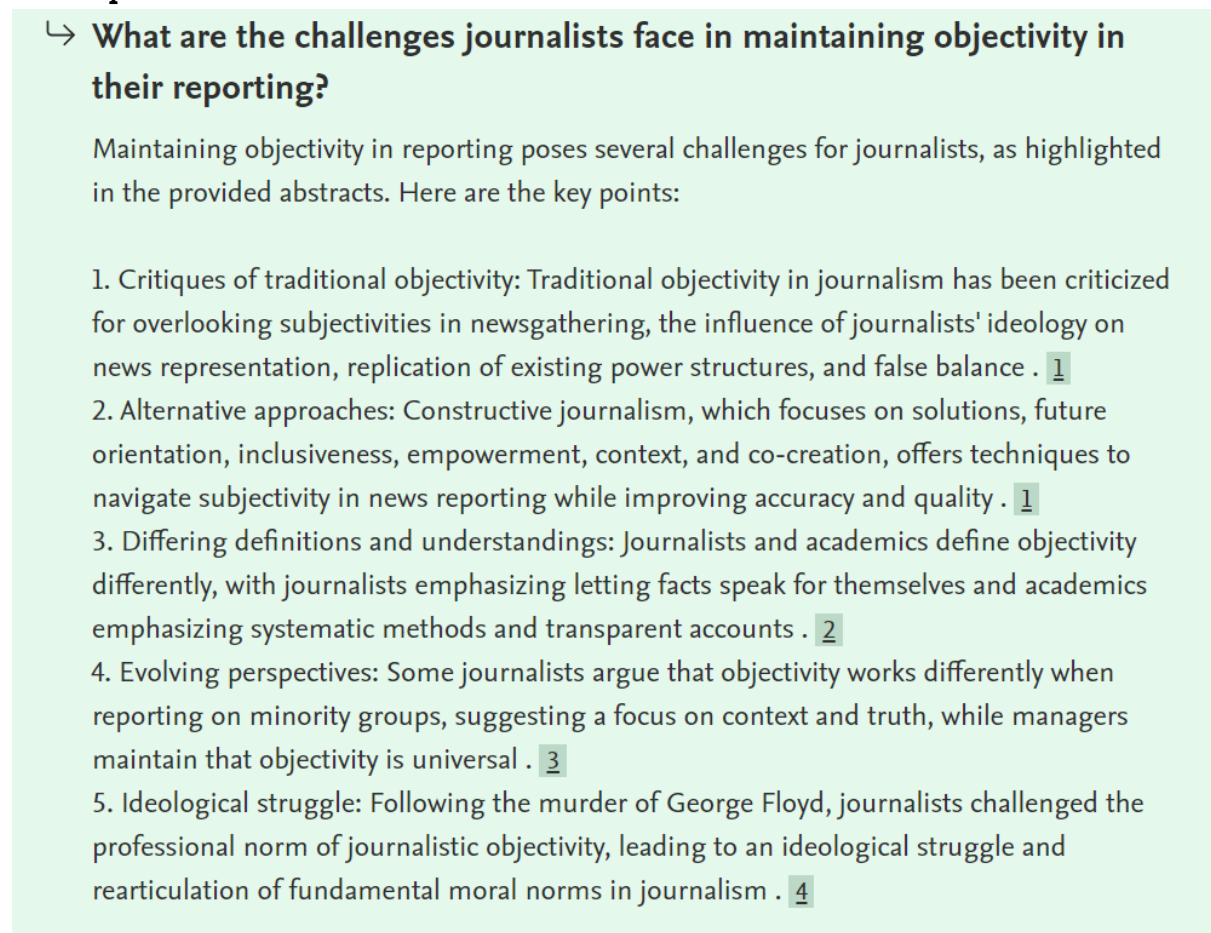 What are the challenges journalists face in maintaining objectivity in
their reporting?
Maintaining objectivity in reporting poses several challenges for journalists, as highlighted
in the provided abstracts. Here are the key points:
1. Critiques of traditional objectivity: Traditional objectivity in journalism has been criticized
for overlooking subjectivities in newsgathering, the influence of journalists' ideology on
news representation, replication of existing power structures, and false balance . 1
2. Alternative approaches: Constructive journalism, which focuses on solutions, future
orientation, inclusiveness, empowerment, context, and co-creation, offers techniques to
navigate subjectivity in news reporting while improving accuracy and quality . 1
3. Differing definitions and understandings: Journalists and academics define objectivity
differently, with journalists emphasizing letting facts speak for themselves and academics
emphasizing systematic methods and transparent accounts . 2
4. Evolving perspectives: Some journalists argue that objectivity works differently when
reporting on minority groups, suggesting a focus on context and truth, while managers
maintain that objectivity is universal . 3
5. Ideological struggle: Following the murder of George Floyd, journalists challenged the
professional norm of journalistic objectivity, leading to an ideological struggle and
rearticulation of fundamental moral norms in journalism . 4